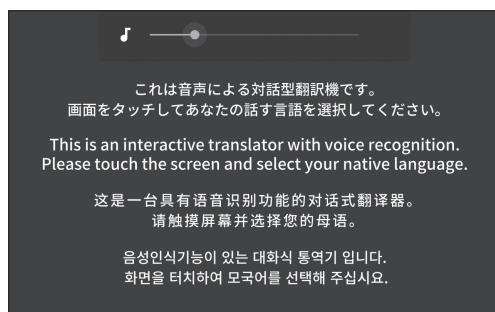 これは音声による対話型翻訳機です。
画面をタッチしてあなたの話す言語を選択してください。
This is an interactive translator with voice recognition.
Please touch the screen and select your native language.
这是一台具有语音识别功能的对话式翻译器。
请触摸屏幕并选择您的母语。
음성인식기능이 있는 대화식 통역기 입니다.
화면을 터치하여 모국어를 선택해 주십시요.